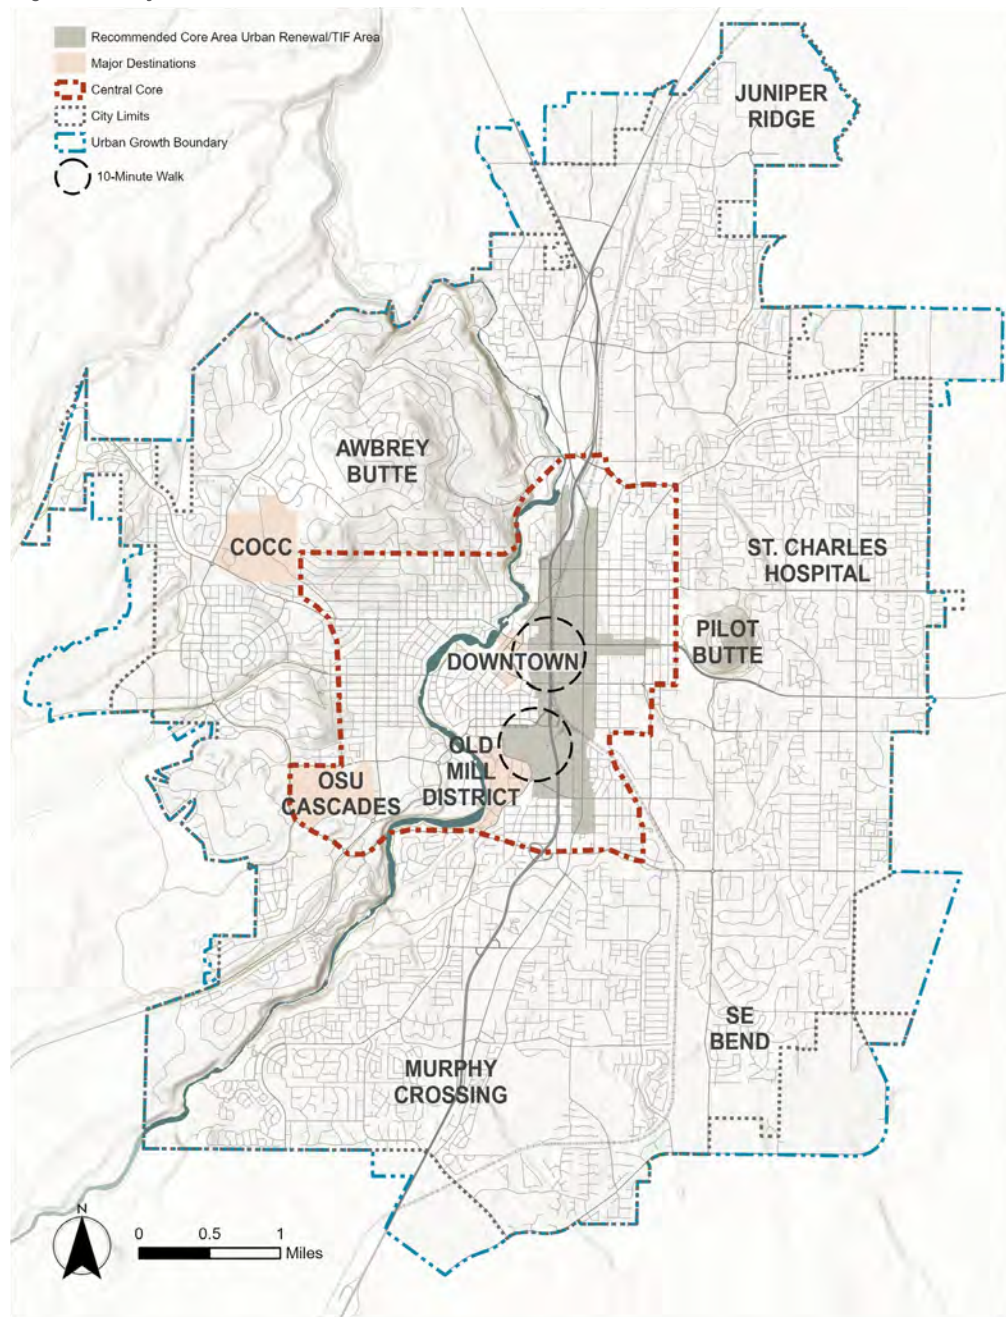 Recommended Core Area Urban Renewal/TIF Area
Major Destinations
Central Core
City Limits
Urban Growth Boundary
10-Minute Walk
JUNIPER
RIDGE
AWBREY
BUTTE
COCC
ST. CHARLES
HOSPITAL
PILOT
BUTTE
DOWNTOWN
OLD
MILL
DISTRICT
OSU
CASCADES
SE
BEND
MURPHY
CROSSING
N
0 0.5 1
Miles